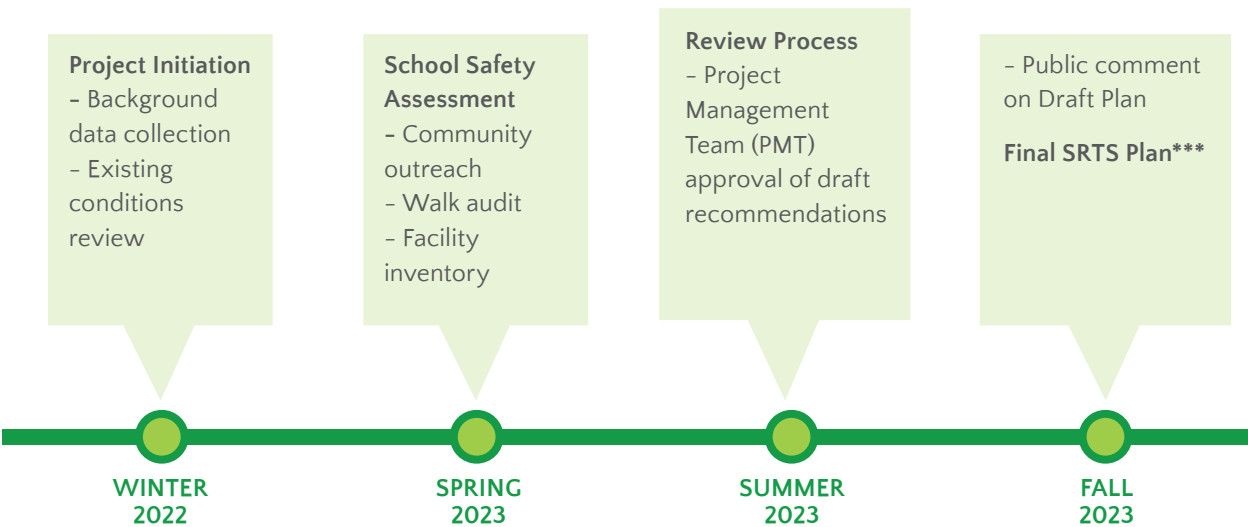 Project Initiation
- Background
data collection
- Existing
conditions
review
School Safety
Assessment
- Community
outreach
- Walk audit
- Facility
inventory
Review Process
- Project
Management
Team (PMT)
approval of draft
recommendations
- Public comment
on Draft Plan
Final SRTS Plan***
WINTER
2022
SPRING
2023
SUMMER
2023
FALL
2023